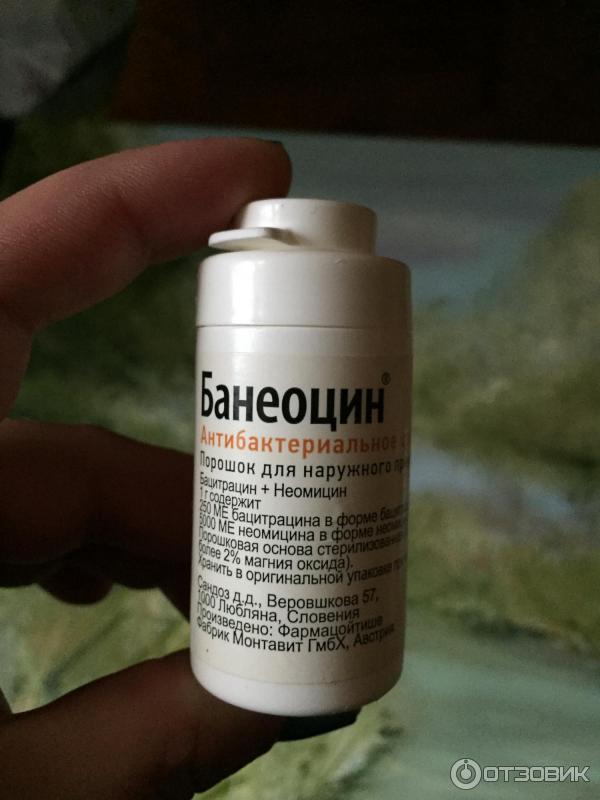 Банеоцин®
Антибактериальное
Порошок для наружного
Бацитрацин + Неомицин
1 г содержит
250 МЕ бацитрацина в форме
5000 МЕ неомицина в форме
Порошковая основа стерилизованная
более 2% магния оксида).
Хранить в оригинальной упаковке
Сандоз д.д., Веровшкова 57,
1000 Любляна, Словения
Произведено: Фармацойтише
Фабрик Монтавит ГмбХ, Австрия
ОТЗОВИК